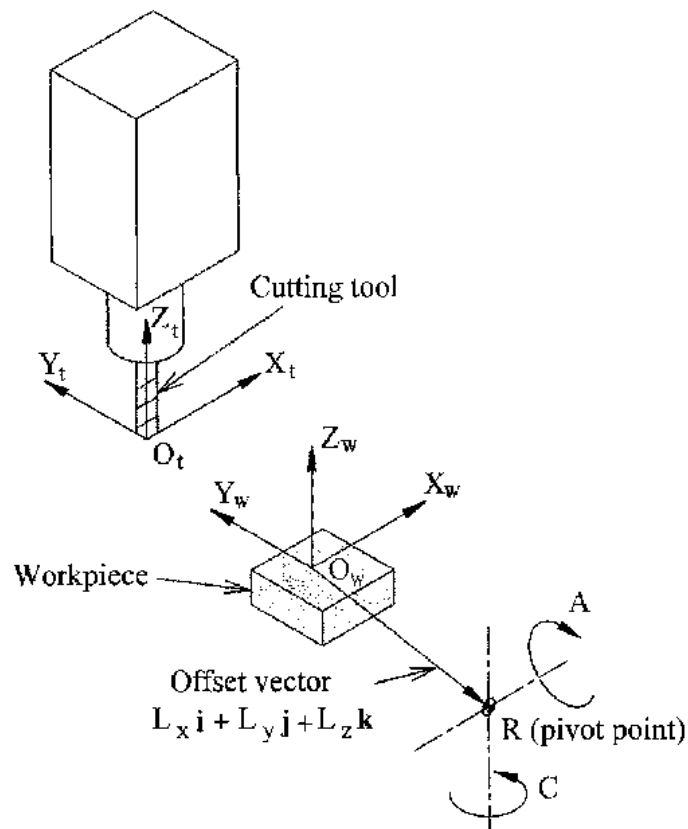 Cutting tool
Z_t
Y_t
X_t
O_t
Z_w
Y_w
X_w
O_w
Workpiece
A
Offset vector
L_x i + L_y j + L_z k
R (pivot point)
C